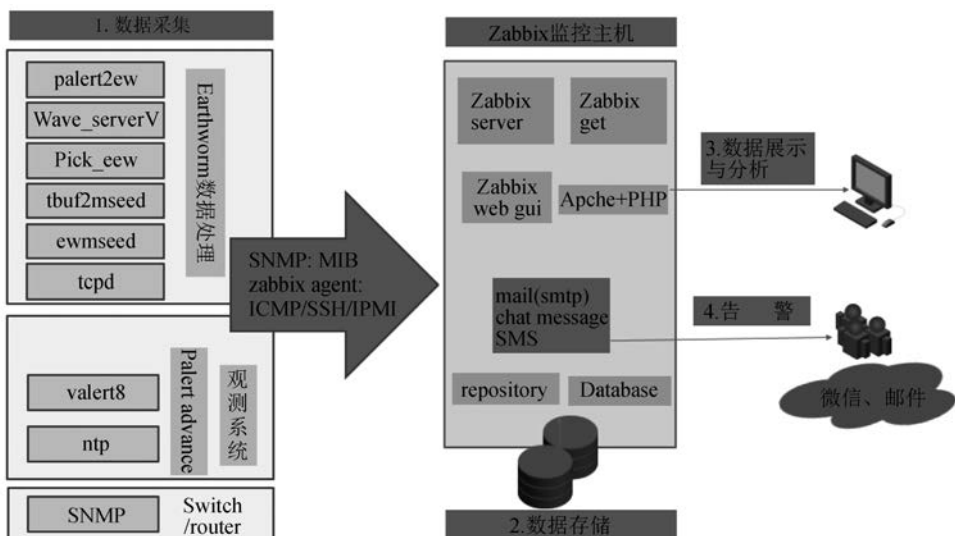 1. 数据采集
palert2ew
Wave_serverV
Pick_eew
tbuf2mseed
ewmseed
tcpd
Earthworm数据处理
valert8
ntp
Palert advance
观测系统
SNMP
Switch
/router
SNMP: MIB
zabbix agent:
ICMP/SSH/IPMI
Zabbix监控主机
Zabbix
server
Zabbix
get
Zabbix
web gui
Apche+PHP
mail(smtp)
chat message
SMS
repository
Database
2.数据存储
3.数据展示
与分析
4.告 警
微信、邮件